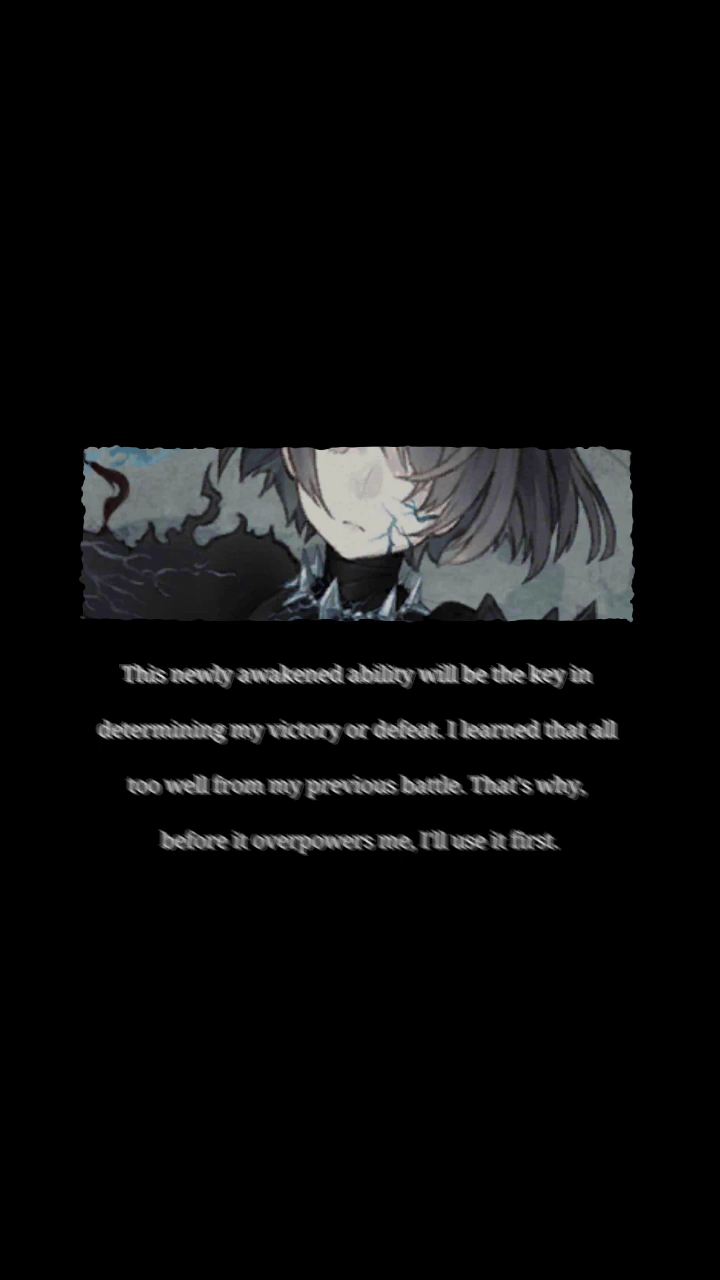 This newly awakened ability will be the key in
determining my victory or defeat. I learned that all
too well from my previous battle. That's why,
before it overpowers me, I'll use it first.